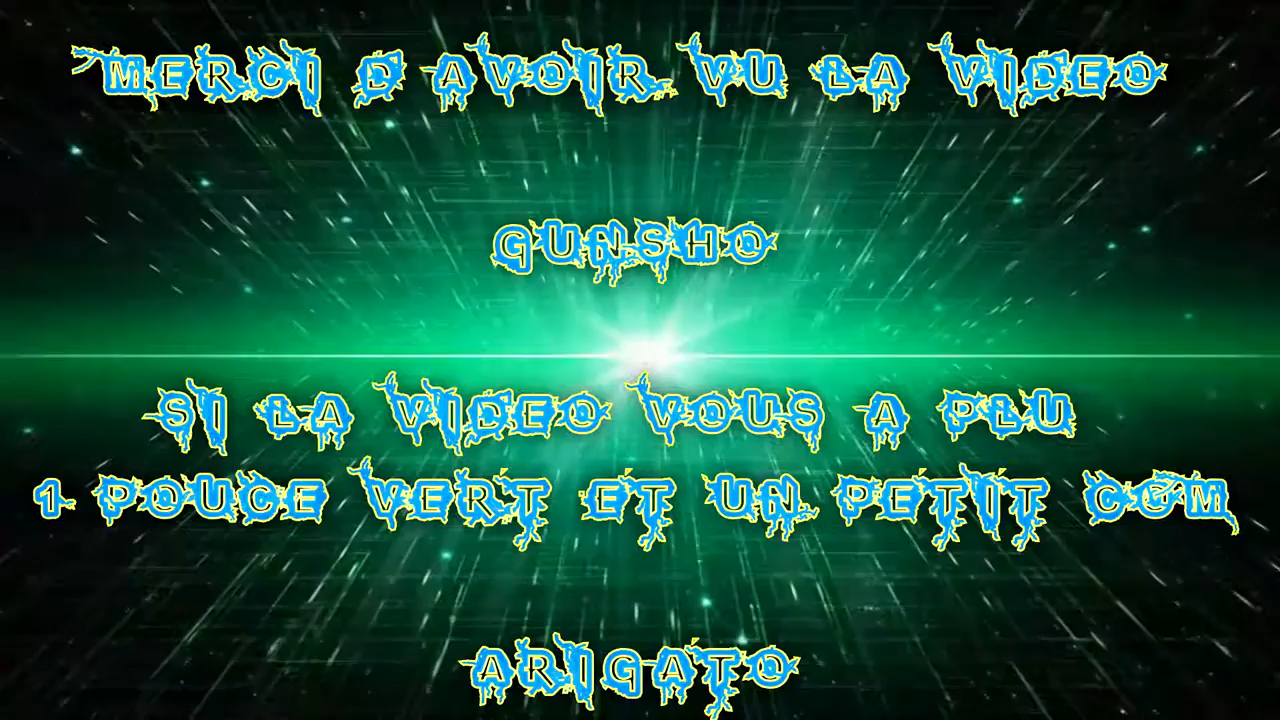 MERCI D AVOIR VU LA VIDEO
GUNSHO
SI LA VIDEO VOUS A PLU
1 POUCE VERT ET UN PETIT COM
ARIGATO